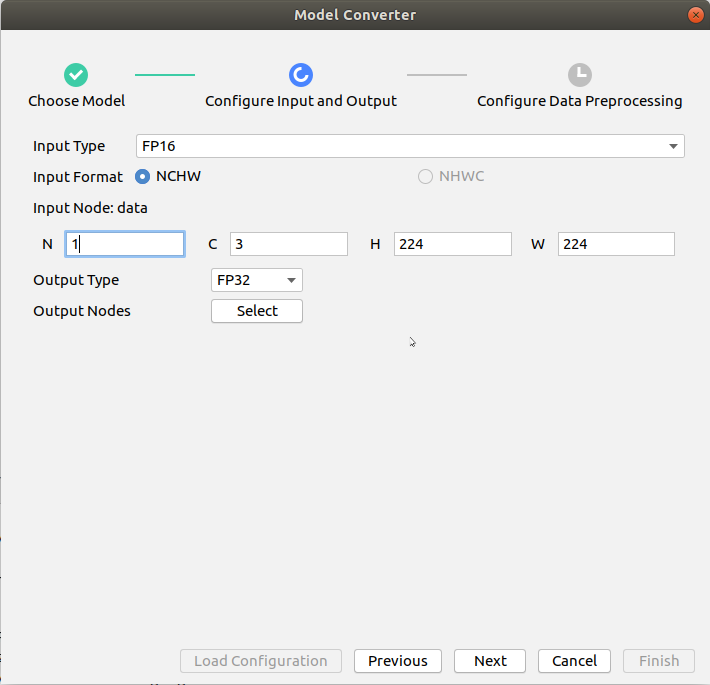 Model Converter
Choose Model Configure Input and Output Configure Data Preprocessing
Input Type FP16
Input Format NCHW NHWC
Input Node: data
N 1 C 3 H 224 W 224
Output Type FP32
Output Nodes Select
Load Configuration Previous Next Cancel Finish